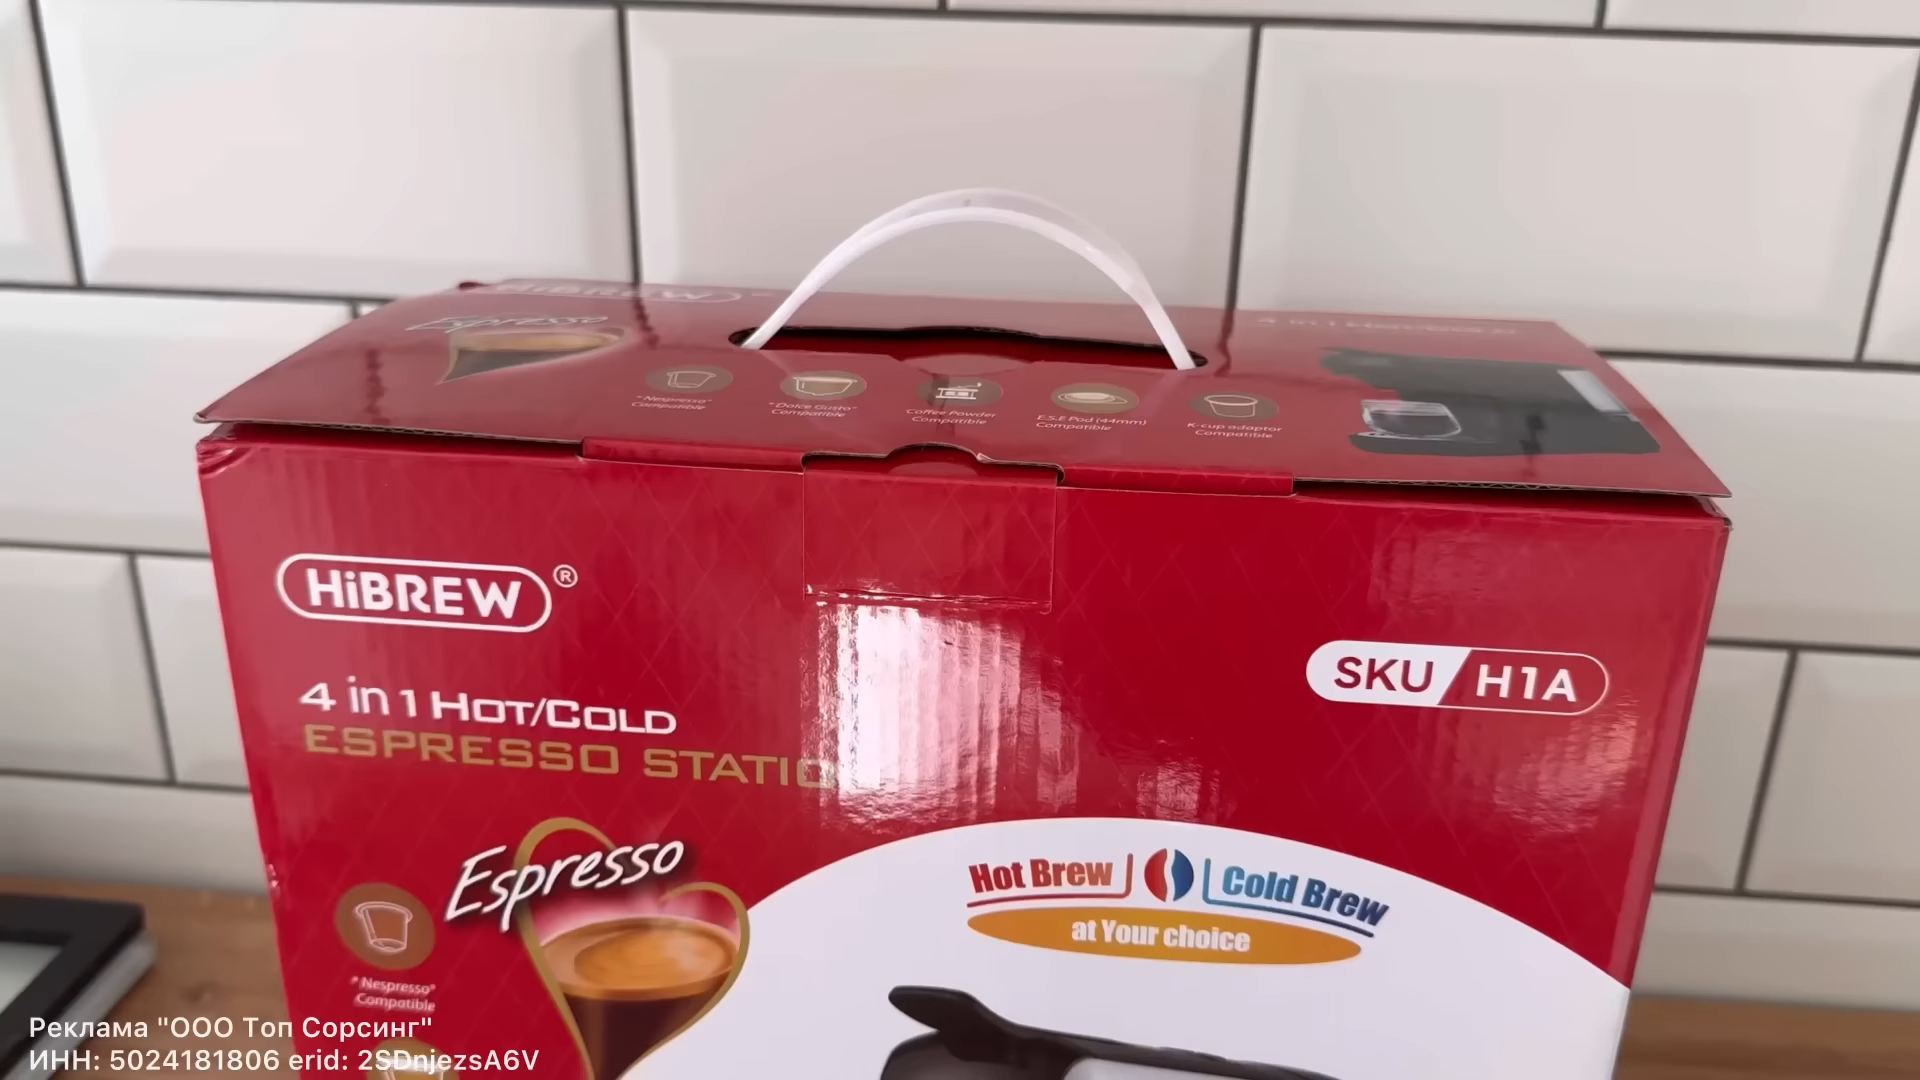 Espresso
"Nespresso"
Compatible
"Dolce Gusto"
Compatible
Coffee Powder
Compatible
E.S.E Pod (44mm)
Compatible
K-cup adaptor
Compatible
HiBREW®
SKU H1A
4 in 1 HOT/COLD
ESPRESSO STATIO
Espresso
Hot Brew Cold Brew
at Your choice
"Nespresso"
Compatible
Реклама "ООО Топ Сорсинг"
ИНН: 5024181806 erid: 2SDnjezsA6V